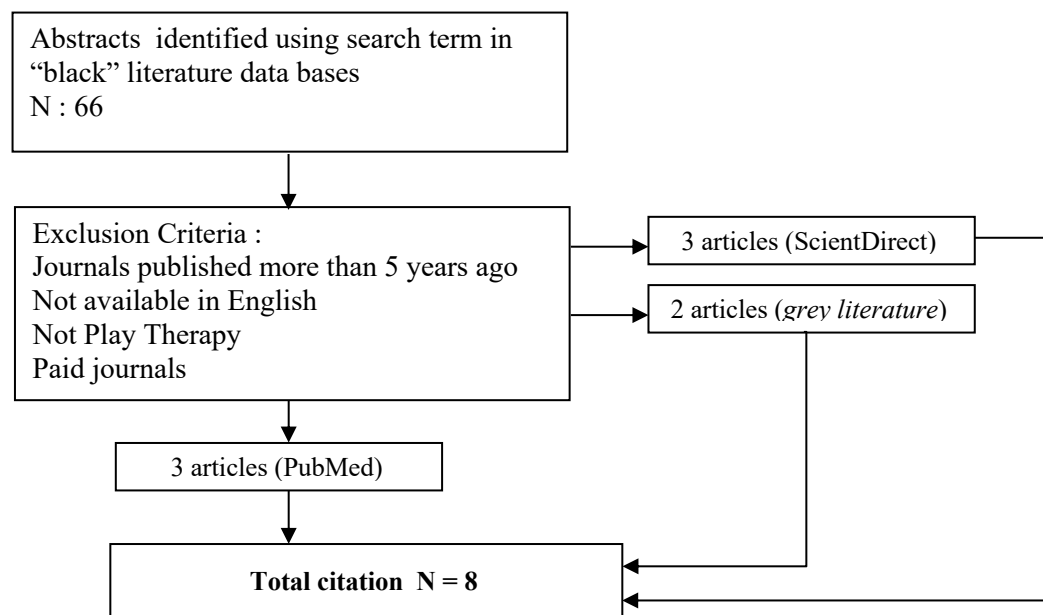 Abstracts  identified using search term in
“black” literature data bases
N : 66
Exclusion Criteria :
Journals published more than 5 years ago
Not available in English
Not Play Therapy
Paid journals
3 articles (ScientDirect)
2 articles (grey literature)
3 articles (PubMed)
Total citation  N = 8